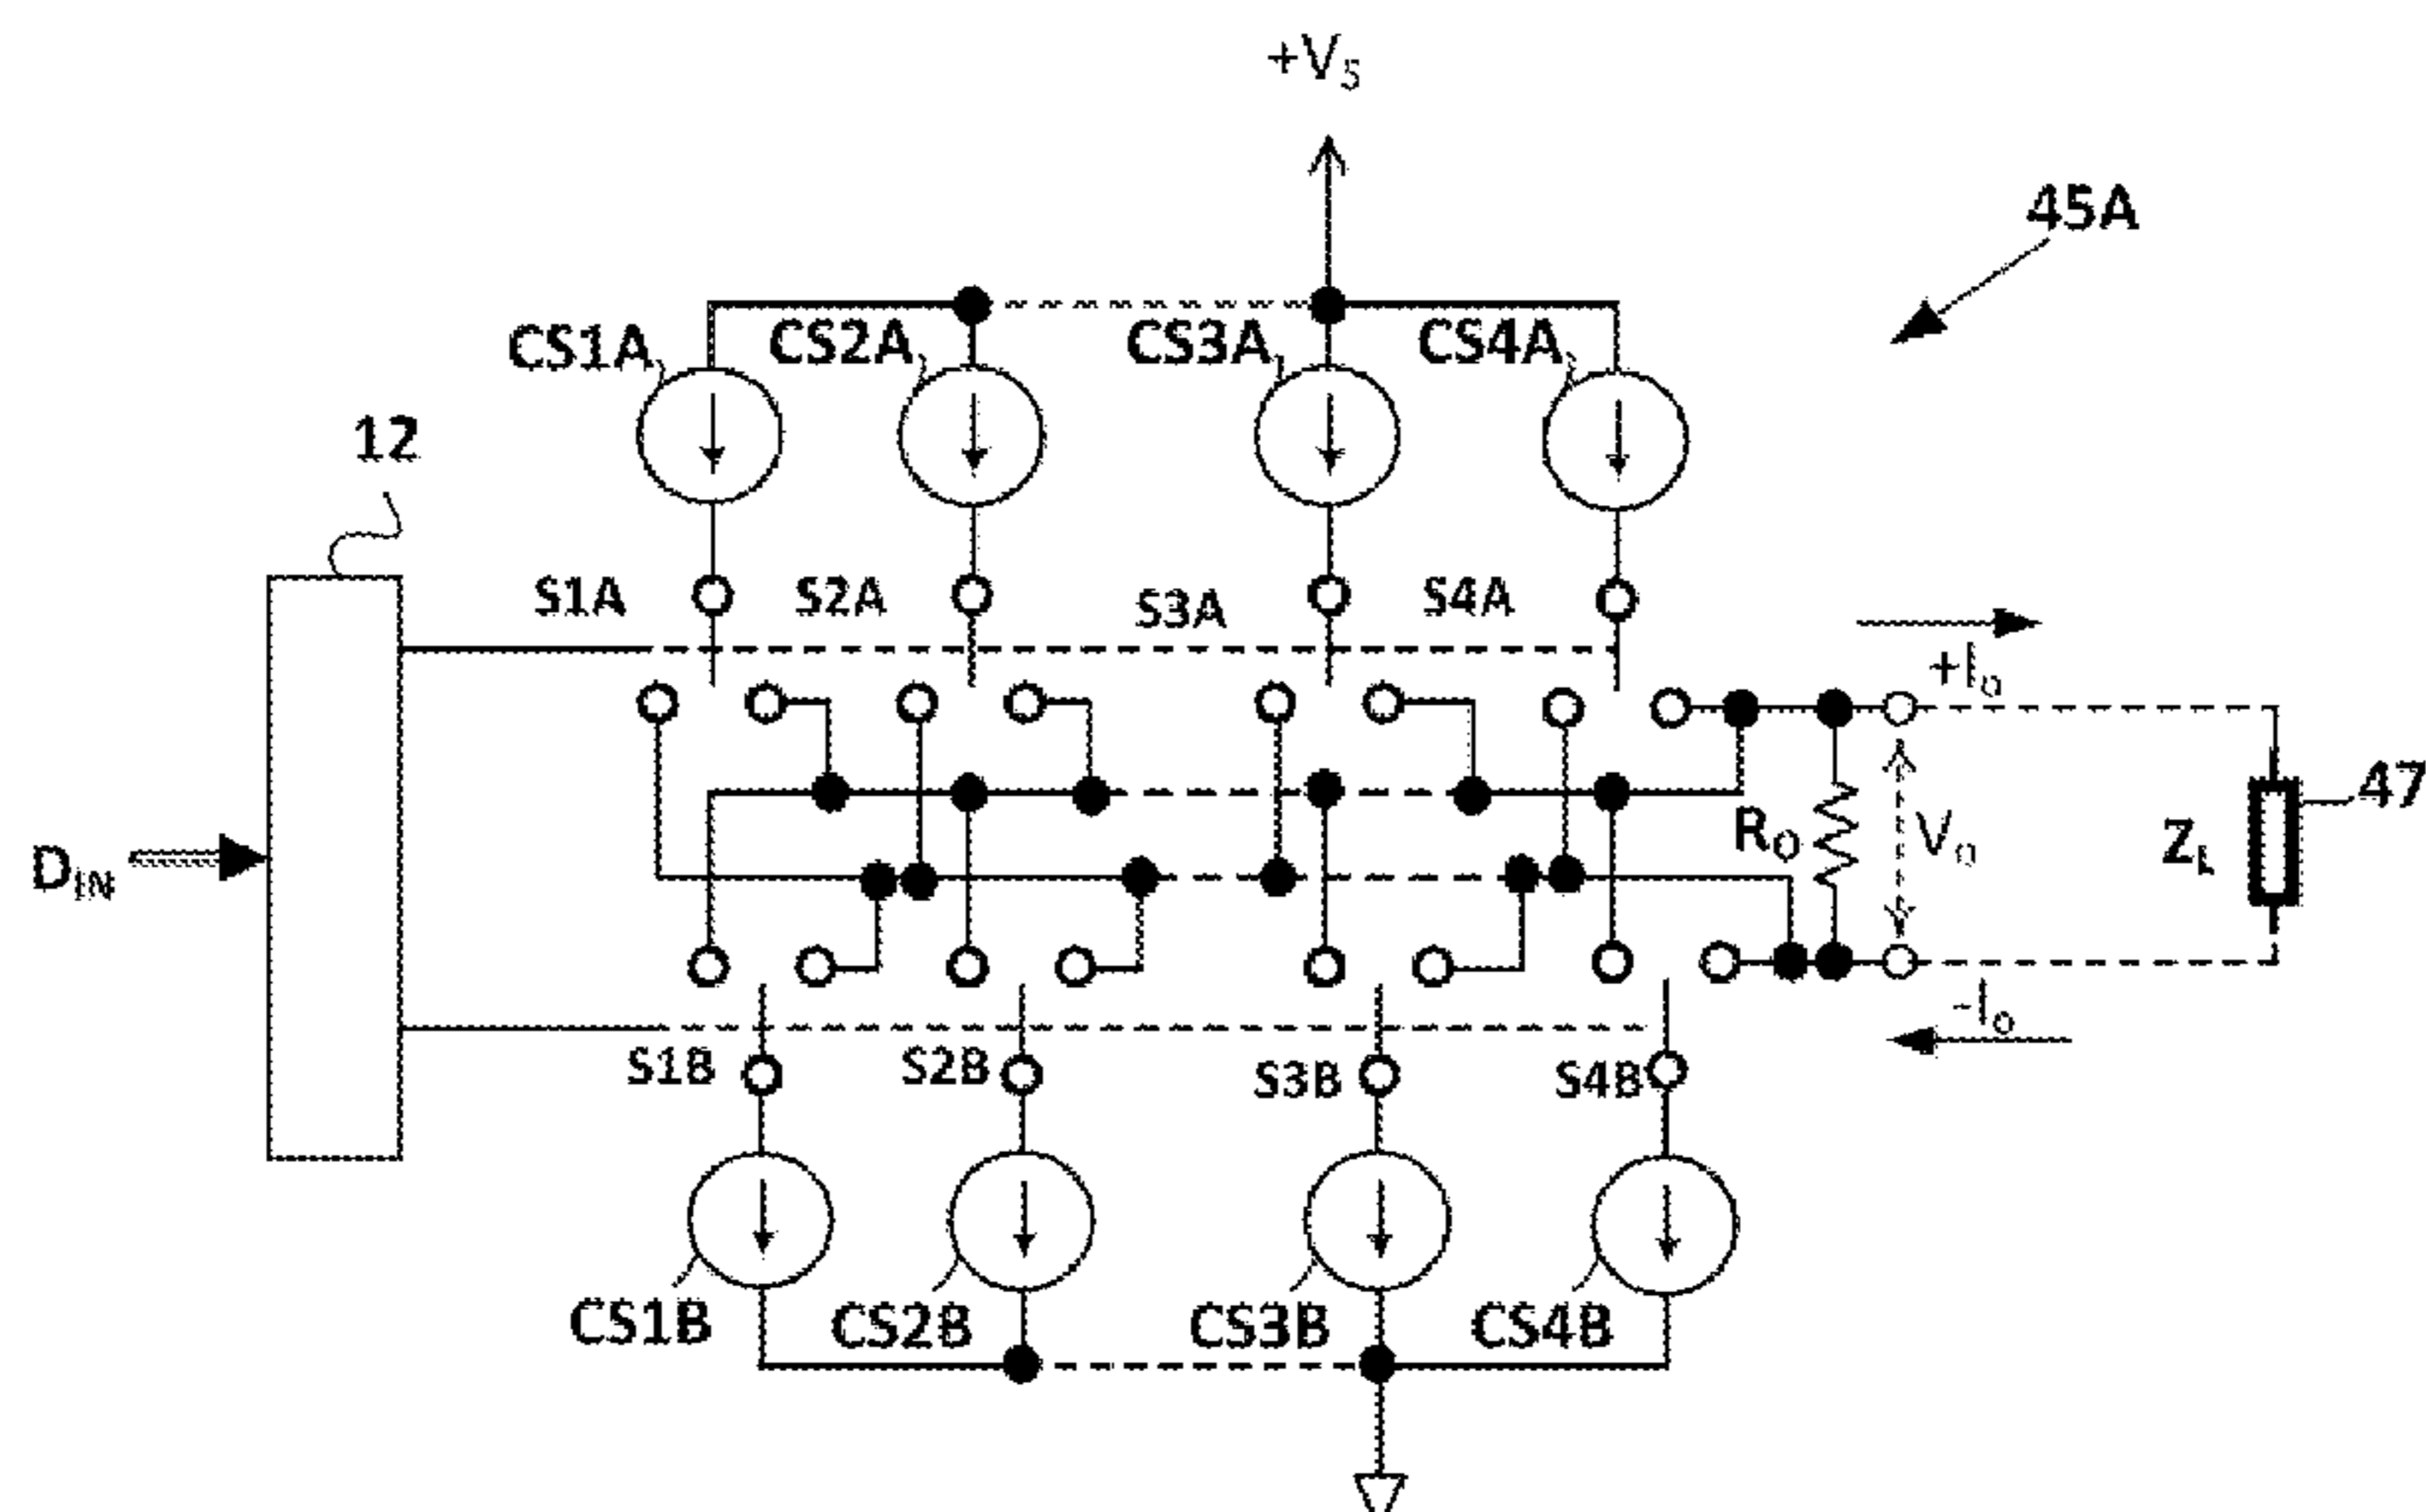 +V5
45A
CS1A
CS2A
CS3A
CS4A
12
S1A
S2A
S3A
S4A
+Io
DIN
RO
Vo
ZL
47
-Io
S1B
S2B
S3B
S4B
CS1B
CS2B
CS3B
CS4B